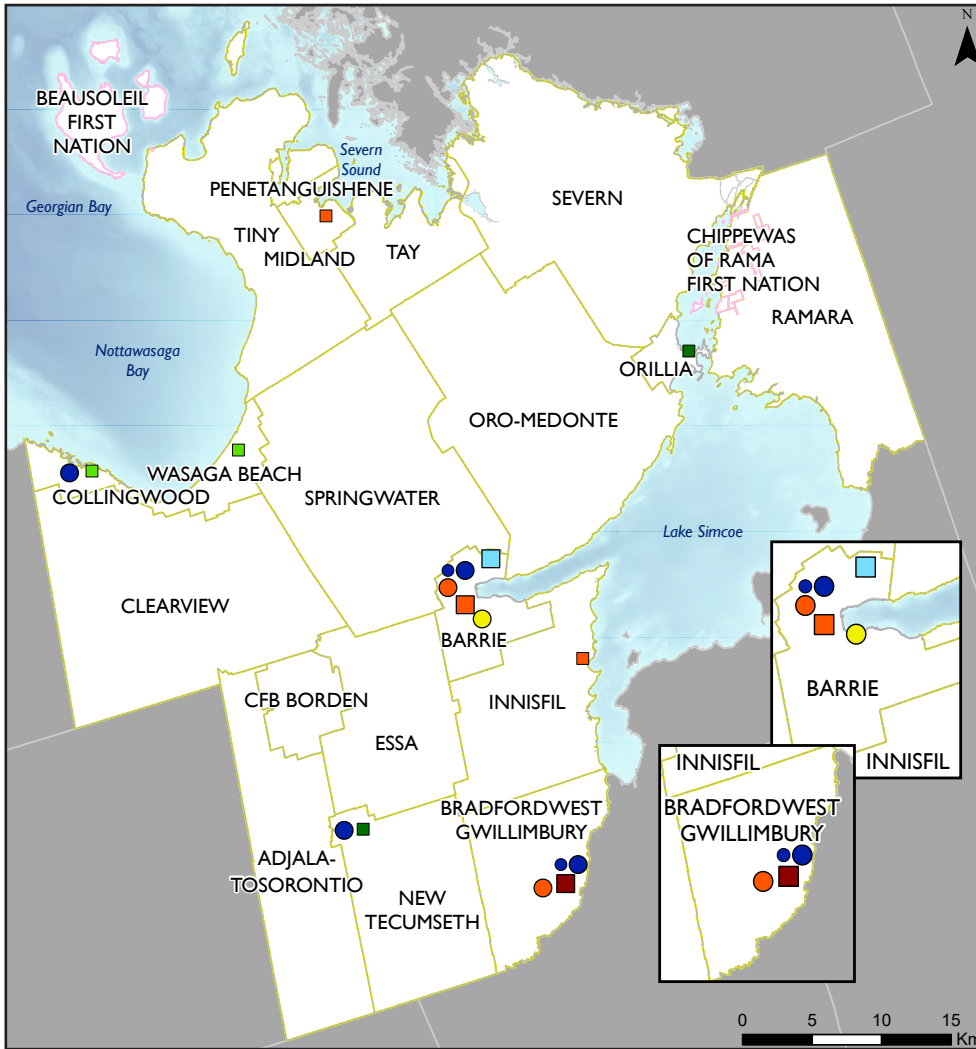 N
BEAUSOLEIL
FIRST
NATION
Severn
Sound
PENETANGUISHENE
SEVERN
Georgian Bay
TINY
MIDLAND
TAY
CHIPPEWAS
OF RAMA
FIRST NATION
RAMARA
Nottawasaga
Bay
ORILLIA
ORO-MEDONTE
WASAGA BEACH
COLLINGWOOD
SPRINGWATER
Lake Simcoe
CLEARVIEW
BARRIE
CFB BORDEN
INNISFIL
ESSA
BARRIE
INNISFIL
INNISFIL
BRADFORDWEST
GWILLIMBURY
BRADFORDWEST
GWILLIMBURY
ADJALA-
TOSORONTIO
NEW
TECUMSETH
0 5 10 15
Km